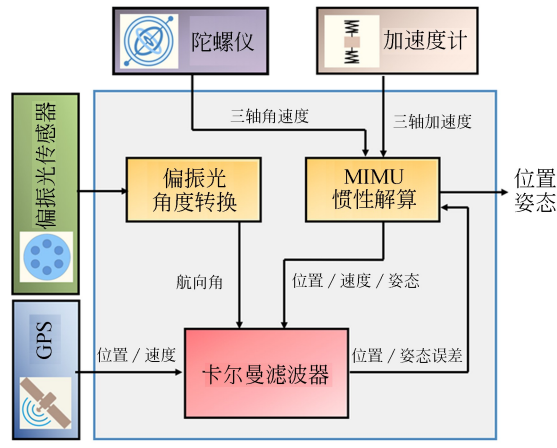 陀螺仪
加速度计
三轴角速度
三轴加速度
偏振光传感器
偏振光
角度转换
MIMU
惯性解算
位置
姿态
航向角
位置/速度/姿态
GPS
位置/速度
卡尔曼滤波器
位置/姿态误差